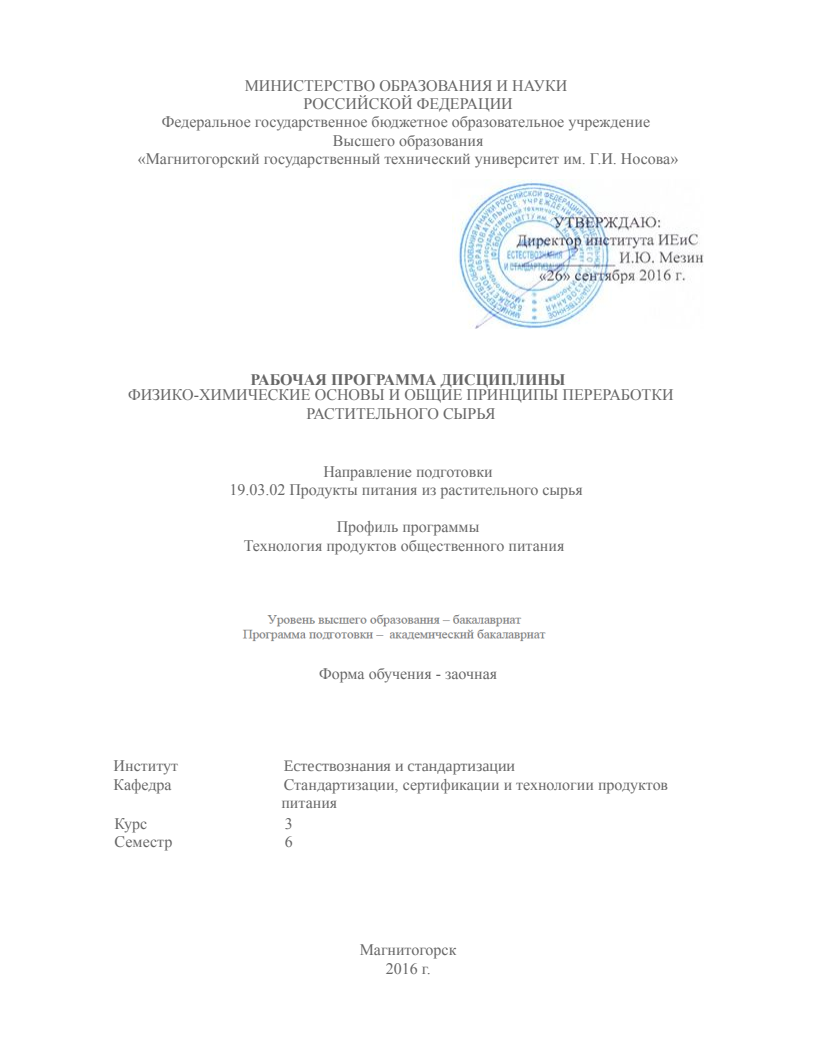 МИНИСТЕРСТВО ОБРАЗОВАНИЯ И НАУКИ
РОССИЙСКОЙ ФЕДЕРАЦИИ
Федеральное государственное бюджетное образовательное учреждение
Высшего образования
«Магнитогорский государственный технический университет им. Г.И. Носова»
УТВЕРЖДАЮ:
Директор института ИЕиС
И.Ю. Мезин
«26» сентября 2016 г.
ЕСТЕСТВОЗНАНИЯ
И СТАНДАРТИЗАЦИИ
РАБОЧАЯ ПРОГРАММА ДИСЦИПЛИНЫ
ФИЗИКО-ХИМИЧЕСКИЕ ОСНОВЫ И ОБЩИЕ ПРИНЦИПЫ ПЕРЕРАБОТКИ
РАСТИТЕЛЬНОГО СЫРЬЯ
Направление подготовки
19.03.02 Продукты питания из растительного сырья
Профиль программы
Технология продуктов общественного питания
Уровень высшего образования – бакалавриат
Программа подготовки – академический бакалавриат
Форма обучения - заочная
Институт Естествознания и стандартизации
Кафедра Стандартизации, сертификации и технологии продуктов
питания
Курс 3
Семестр 6
Магнитогорск
2016 г.